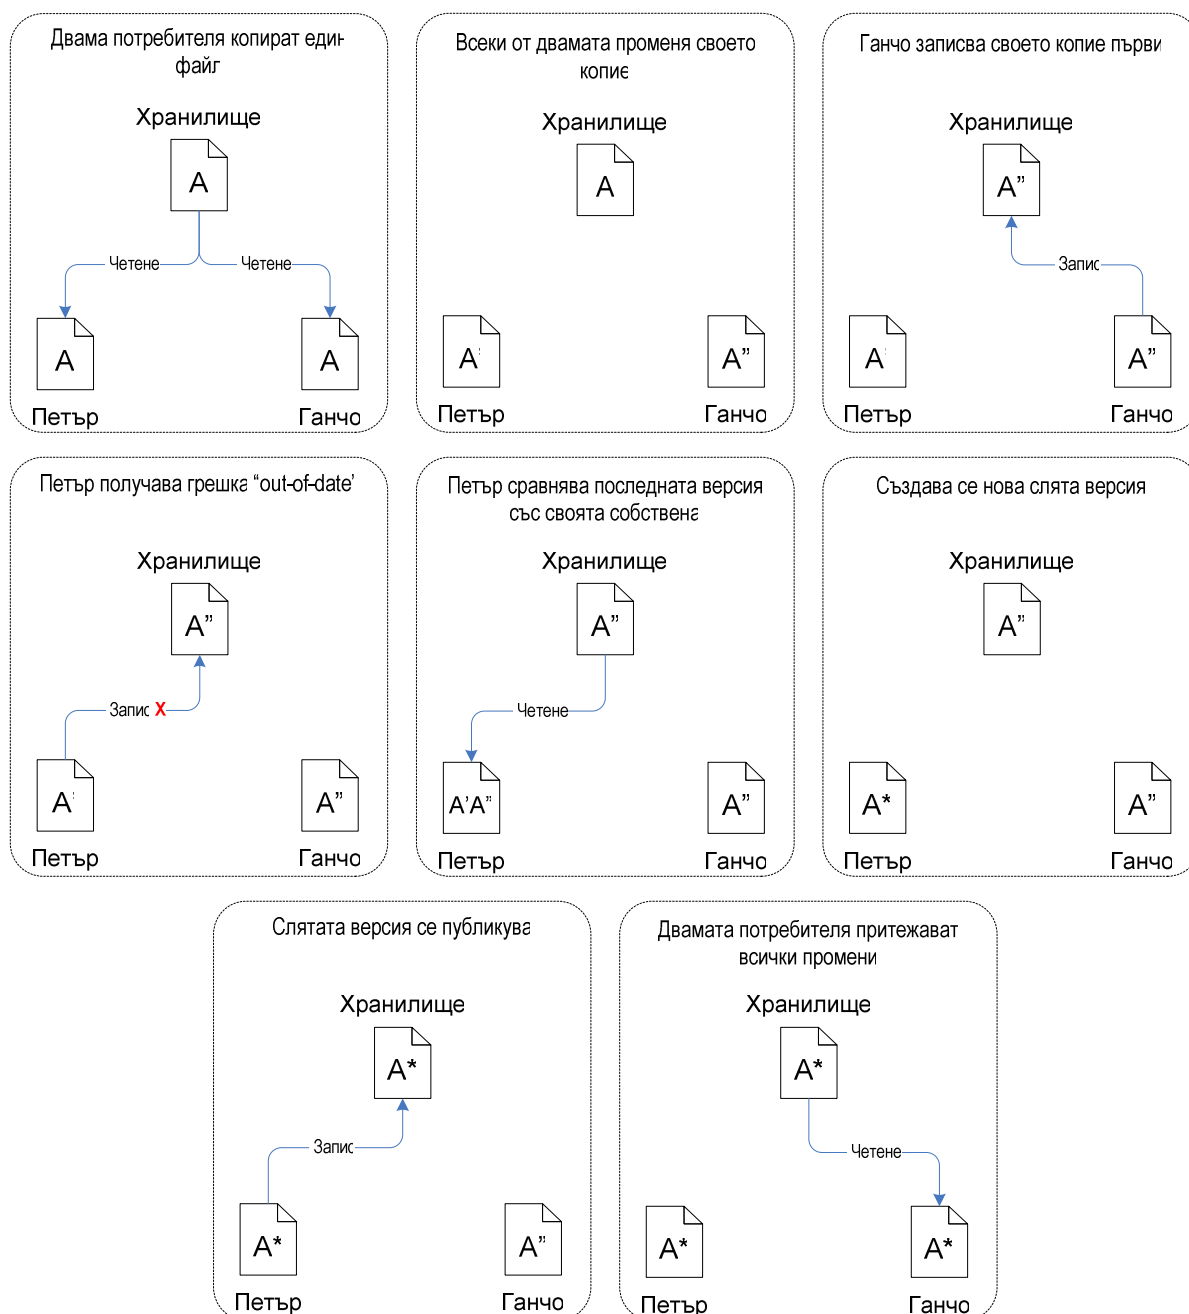 Двама потребителя копират един
файл
Хранилище
A
Четене
Четене
A
A
Петър
Ганчо
Всеки от двамата променя своето
копие
Хранилище
A
A'
A”
Петър
Ганчо
Ганчо записва своето копие първи
Хранилище
A”
Запис
A'
A”
Петър
Ганчо
Петър получава грешка “out-of-date”
Хранилище
A”
Запис X
A'
A”
Петър
Ганчо
Петър сравнява последната версия
със своята собствена
Хранилище
A”
Четене
A’A”
A”
Петър
Ганчо
Създава се нова слята версия
Хранилище
A”
A*
A”
Петър
Ганчо
Слятата версия се публикува
Хранилище
A*
Запис
A*
A”
Петър
Ганчо
Двамата потребителя притежават
всички промени
Хранилище
A*
Четене
A*
A*
Петър
Ганчо